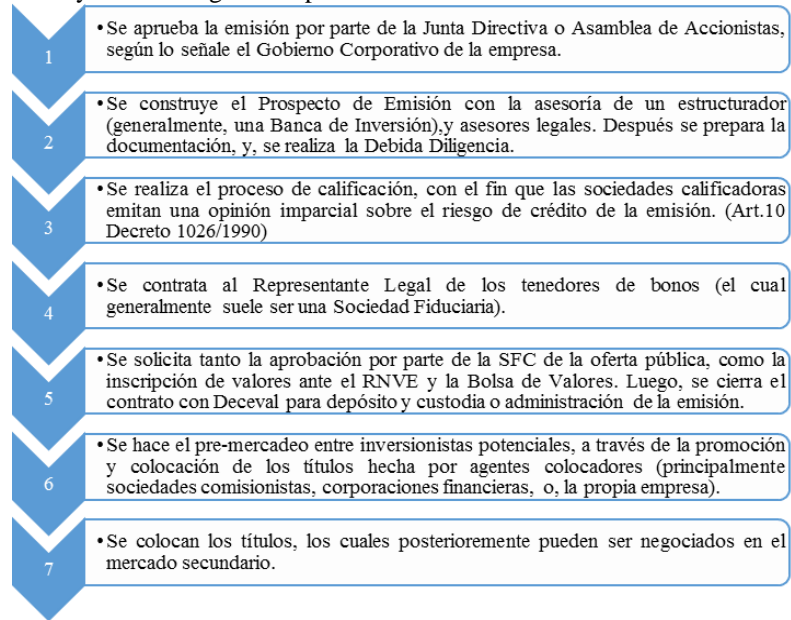 •Se aprueba la emisión por parte de la Junta Directiva o Asamblea de Accionistas,
según lo señale el Gobierno Corporativo de la empresa.
1
•Se construye el Prospecto de Emisión con la asesoría de un estructurador
(generalmente, una Banca de Inversión),y asesores legales. Después se prepara la
documentación, y, se realiza la Debida Diligencia.
2
•Se realiza el proceso de calificación, con el fin que las sociedades calificadoras
emitan una opinión imparcial sobre el riesgo de crédito de la emisión. (Art.10
Decreto 1026/1990)
3
•Se contrata al Representante Legal de los tenedores de bonos (el cual
generalmente suele ser una Sociedad Fiduciaria).
4
•Se solicita tanto la aprobación por parte de la SFC de la oferta pública, como la
inscripción de valores ante el RNVE y la Bolsa de Valores. Luego, se cierra el
contrato con Deceval para depósito y custodia o administración de la emisión.
5
•Se hace el pre-mercadeo entre inversionistas potenciales, a través de la promoción
y colocación de los títulos hecha por agentes colocadores (principalmente
sociedades comisionistas, corporaciones financieras, o, la propia empresa).
6
•Se colocan los títulos, los cuales posterioremente pueden ser negociados en el
mercado secundario.
7